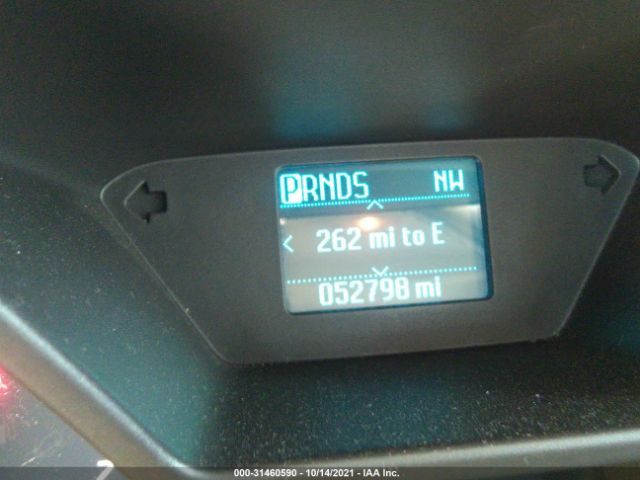 PRNDS NW
262 mi to E
052798 mi
000-31460590 - 10/14/2021 - IAA Inc.